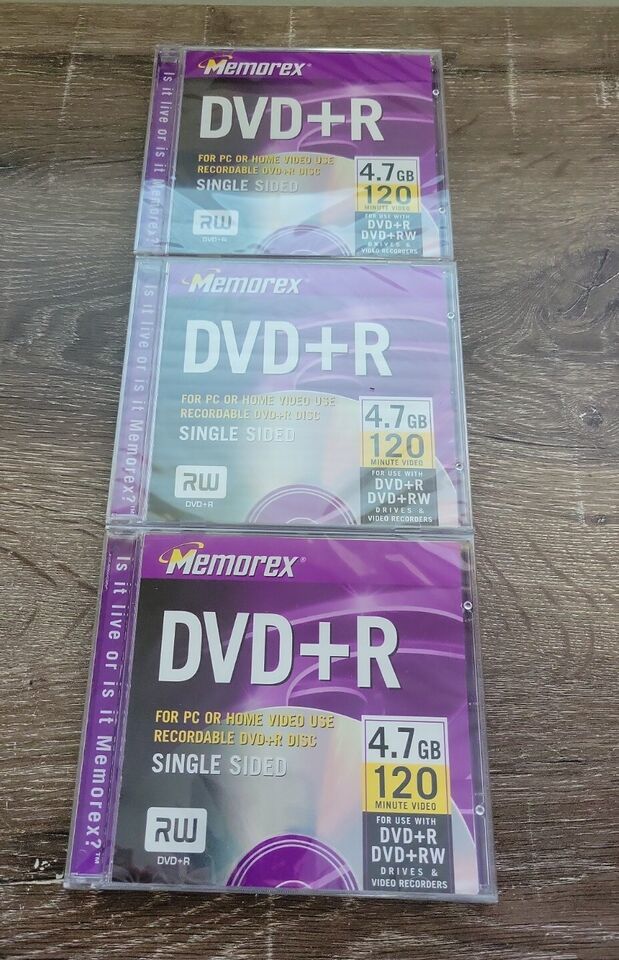 Is it live or is it Memorex?
Memorex®
DVD+R
FOR PC OR HOME VIDEO USE
RECORDABLE DVD+R DISC
SINGLE SIDED
4.7GB
120
MINUTE VIDEO
FOR USE WITH
DVD+R
DVD+RW
DRIVES &
VIDEO RECORDERS
RW
DVD+R
Is it live or is it Memorex?™
Memorex®
DVD+R
FOR PC OR HOME VIDEO USE
RECORDABLE DVD+R DISC
SINGLE SIDED
4.7GB
120
MINUTE VIDEO
FOR USE WITH
DVD+R
DVD+RW
DRIVES &
VIDEO RECORDERS
RW
DVD+R
Is it live or is it Memorex?™
Memorex®
DVD+R
FOR PC OR HOME VIDEO USE
RECORDABLE DVD+R DISC
SINGLE SIDED
4.7GB
120
MINUTE VIDEO
FOR USE WITH
DVD+R
DVD+RW
DRIVES &
VIDEO RECORDERS
RW
DVD+R